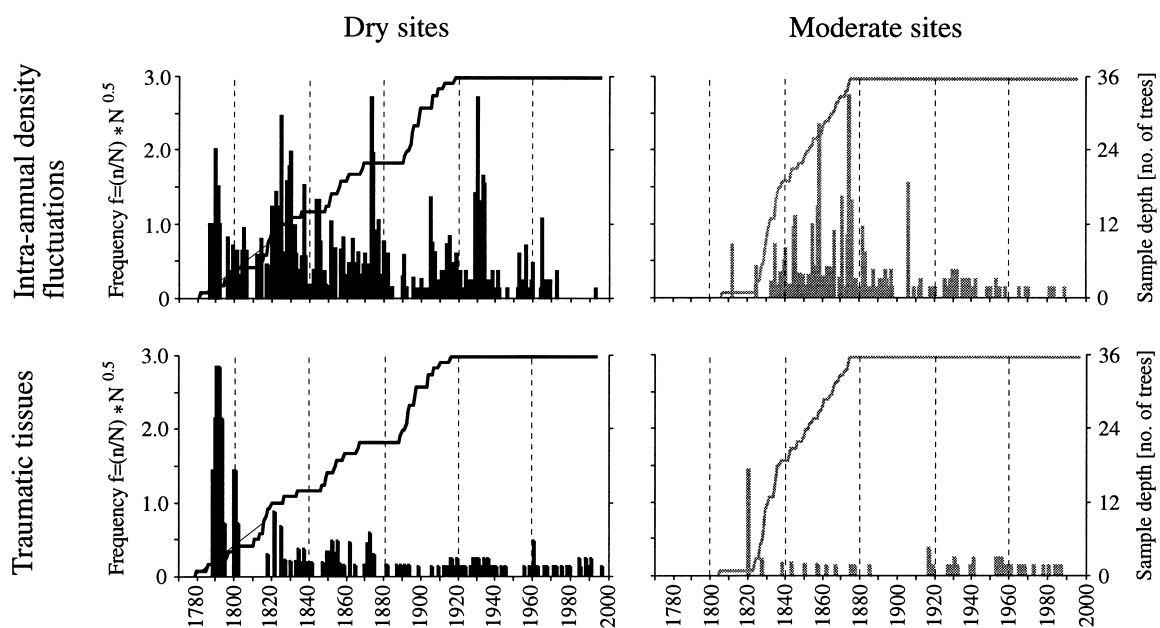 Dry sites
Moderate sites
Intra-annual density
fluctuations
Frequency f=(n/N)*N^0.5
3.0
2.0
1.0
0
36
24
12
0
Sample depth [no. of trees]
Traumatic tissues
Frequency f=(n/N)*N^0.5
3.0
2.0
1.0
0
36
24
12
0
Sample depth [no. of trees]
1780 1800 1820 1840 1860 1880 1900 1920 1940 1960 1980 2000
1780 1800 1820 1840 1860 1880 1900 1920 1940 1960 1980 2000